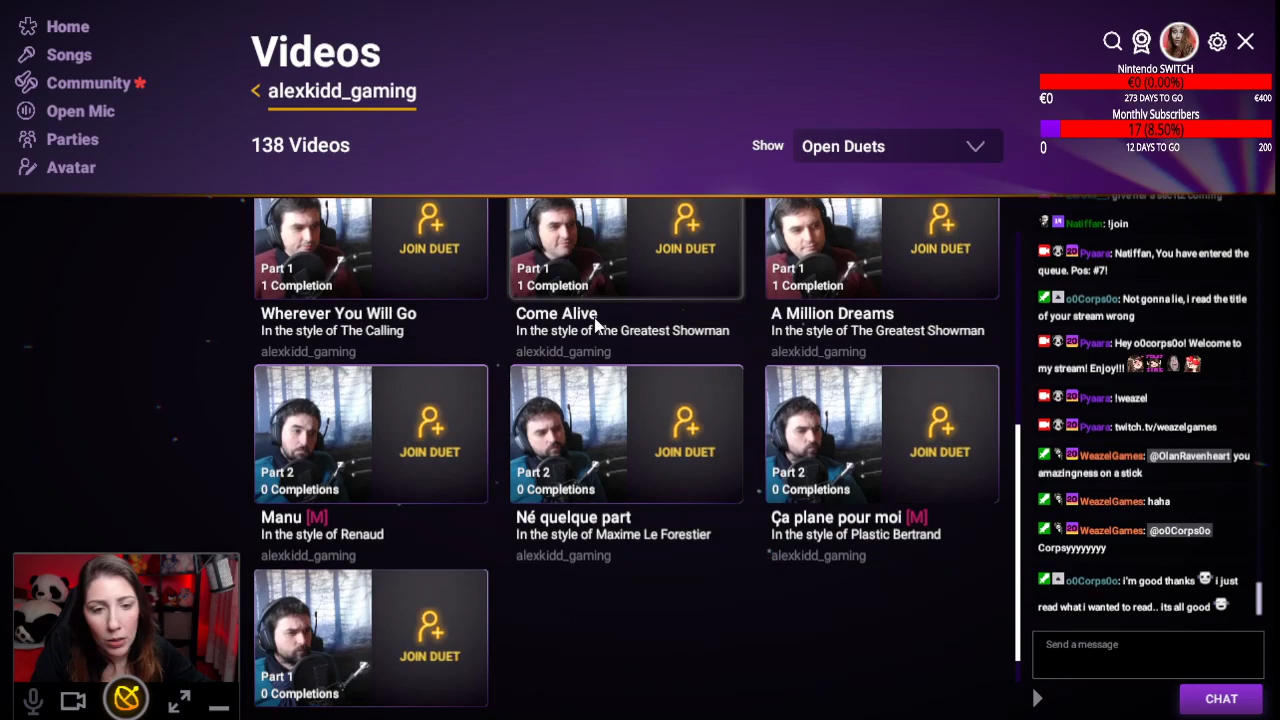 Home
Songs
Community *
Open Mic
Parties
Avatar
Videos
< alexkidd_gaming
138 Videos
Show
Open Duets
Nintendo SWITCH
€0 (0.00%)
€0
273 DAYS TO GO
€400
Monthly Subscribers
17 (8.50%)
0
12 DAYS TO GO
200
JOIN DUET
Part 1
1 Completion
Wherever You Will Go
In the style of The Calling
alexkidd_gaming
JOIN DUET
Part 1
1 Completion
Come Alive
In the style of The Greatest Showman
alexkidd_gaming
JOIN DUET
Part 1
1 Completion
A Million Dreams
In the style of The Greatest Showman
alexkidd_gaming
JOIN DUET
Part 2
0 Completions
Manu [M]
In the style of Renaud
alexkidd_gaming
JOIN DUET
Part 2
0 Completions
Né quelque part
In the style of Maxime Le Forestier
alexkidd_gaming
JOIN DUET
Part 2
0 Completions
Ça plane pour moi [M]
In the style of Plastic Bertrand
alexkidd_gaming
JOIN DUET
Part 1
0 Completions
Natiffan: !join
Pyaara: Natiffan, You have entered the
queue. Pos: #7!
o0Corps0o: Not gonna lie, i read the title
of your stream wrong
Pyaara: Hey o0corps0o! Welcome to
my stream! Enjoy!!!
Pyaara: !weazel
Pyaara: twitch.tv/weazelgames
WeazelGames: @OlanRavenheart you
amazingness on a stick
WeazelGames: haha
WeazelGames: @o0Corps0o
Corpsyyyyyyy
o0Corps0o: i'm good thanks i just
read what i wanted to read.. its all good
Send a message
CHAT